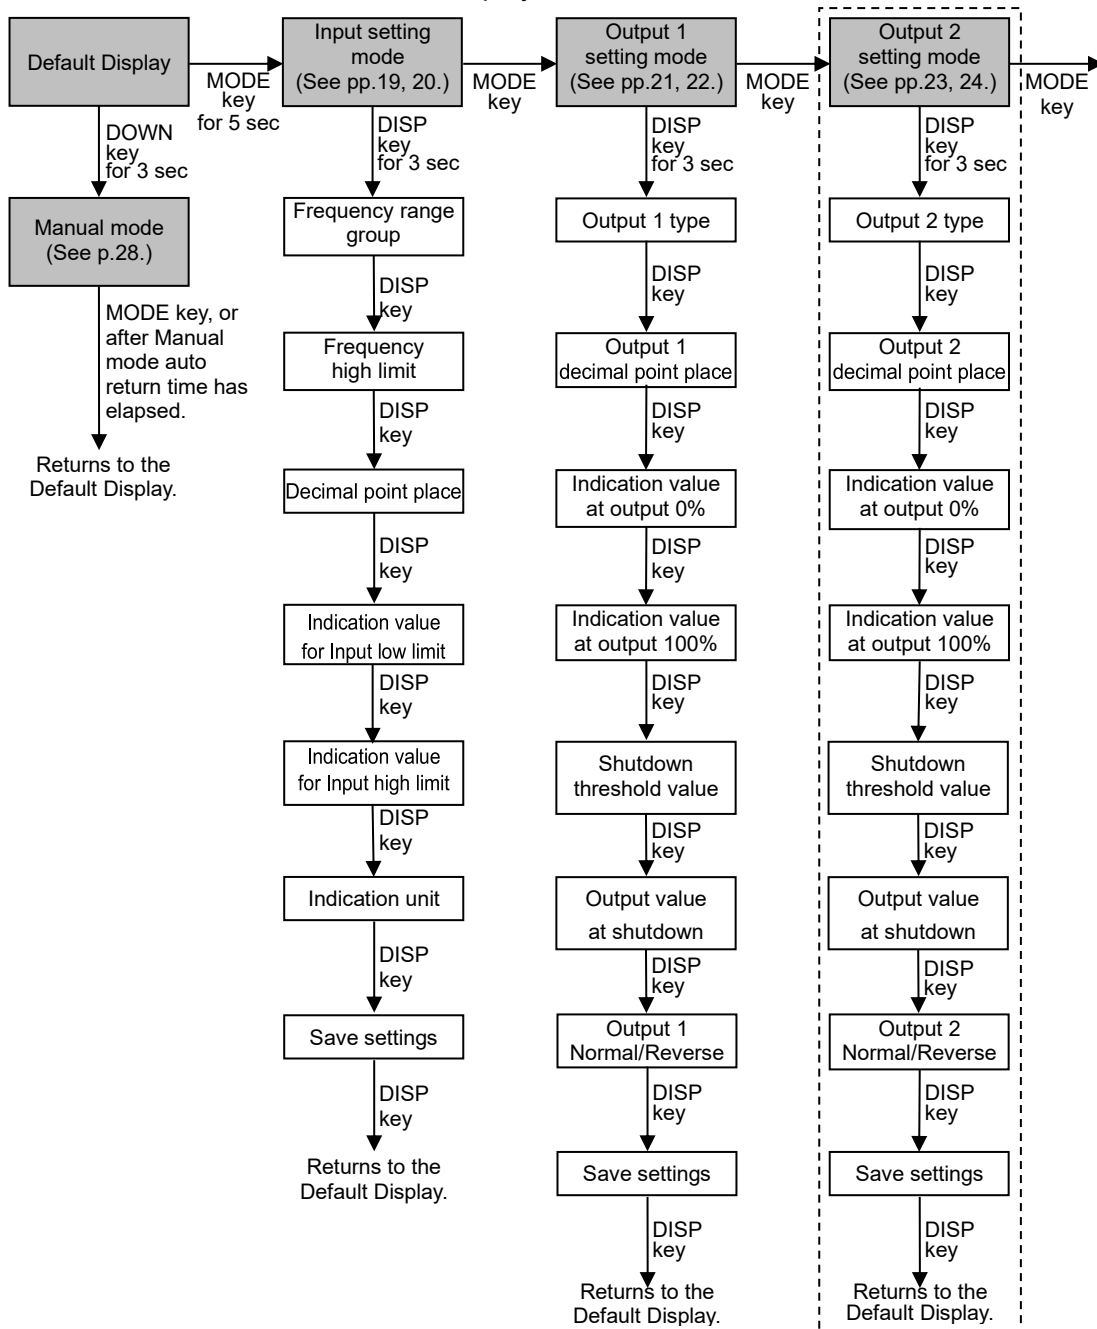 Default Display
MODE
key
for 5 sec
DOWN
key
for 3 sec
Manual mode
(See p.28.)
MODE key, or
after Manual
mode auto
return time has
elapsed.
Returns to the
Default Display.
Input setting
mode
(See pp.19, 20.)
MODE
key
DISP
key
for 3 sec
Frequency range
group
DISP
key
Frequency
high limit
DISP
key
Decimal point place
DISP
key
Indication value
for Input low limit
DISP
key
Indication value
for Input high limit
DISP
key
Indication unit
DISP
key
Save settings
DISP
key
Returns to the
Default Display.
Output 1
setting mode
(See pp.21, 22.)
MODE
key
DISP
key
for 3 sec
Output 1 type
DISP
key
Output 1
decimal point place
DISP
key
Indication value
at output 0%
DISP
key
Indication value
at output 100%
DISP
key
Shutdown
threshold value
DISP
key
Output value
at shutdown
DISP
key
Output 1
Normal/Reverse
DISP
key
Save settings
DISP
key
Returns to the
Default Display.
Output 2
setting mode
(See pp.23, 24.)
MODE
key
DISP
key
for 3 sec
Output 2 type
DISP
key
Output 2
decimal point place
DISP
key
Indication value
at output 0%
DISP
key
Indication value
at output 100%
DISP
key
Shutdown
threshold value
DISP
key
Output value
at shutdown
DISP
key
Output 2
Normal/Reverse
DISP
key
Save settings
DISP
key
Returns to the
Default Display.